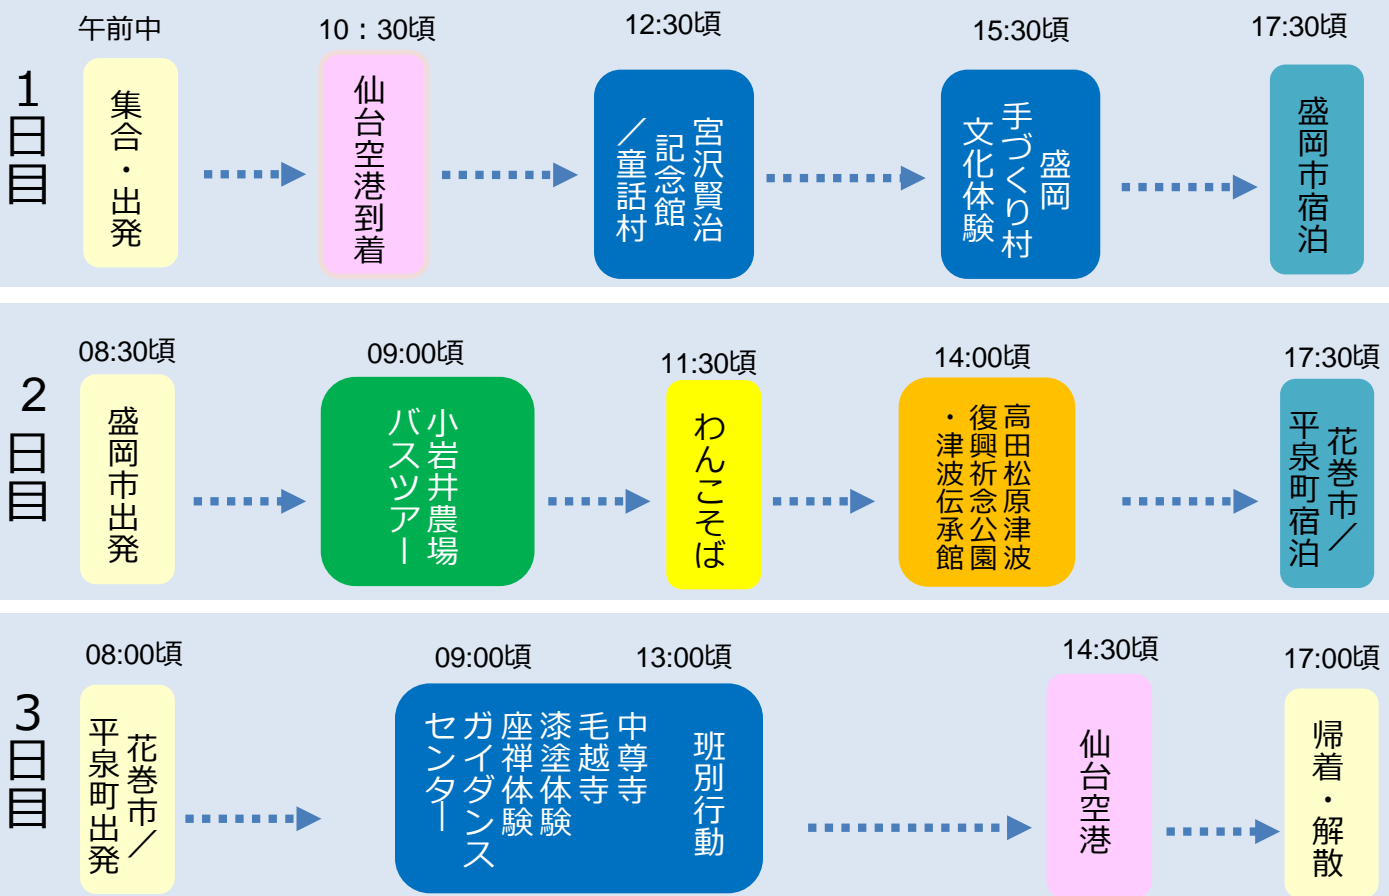 1日目
午前中
集合・出発
10：30頃
仙台空港到着
12:30頃
宮沢賢治
記念館
／童話村
15:30頃
盛岡
手づくり村
文化体験
17:30頃
盛岡市宿泊
2日目
08:30頃
盛岡市出発
09:00頃
小岩井農場
バスツアー
11:30頃
わんこそば
14:00頃
高田松原津波
復興祈念公園
・津波伝承館
17:30頃
花巻市／
平泉町宿泊
3日目
08:00頃
花巻市／
平泉町出発
09:00頃
13:00頃
班別行動
中尊寺
毛越寺
漆塗体験
座禅体験
ガイダンス
センター
14:30頃
仙台空港
17:00頃
帰着・解散